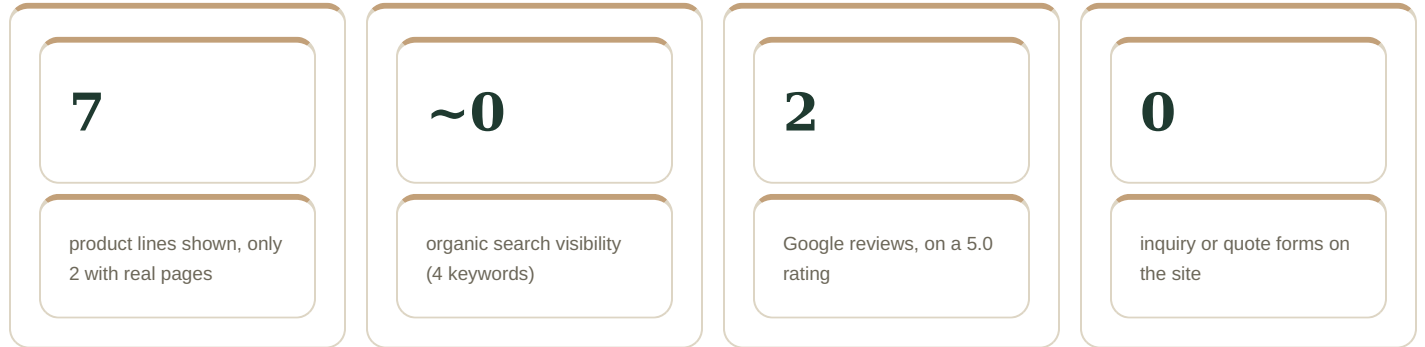 7
product lines shown, only
2 with real pages
~0
organic search visibility
(4 keywords)
2
Google reviews, on a 5.0
rating
0
inquiry or quote forms on
the site